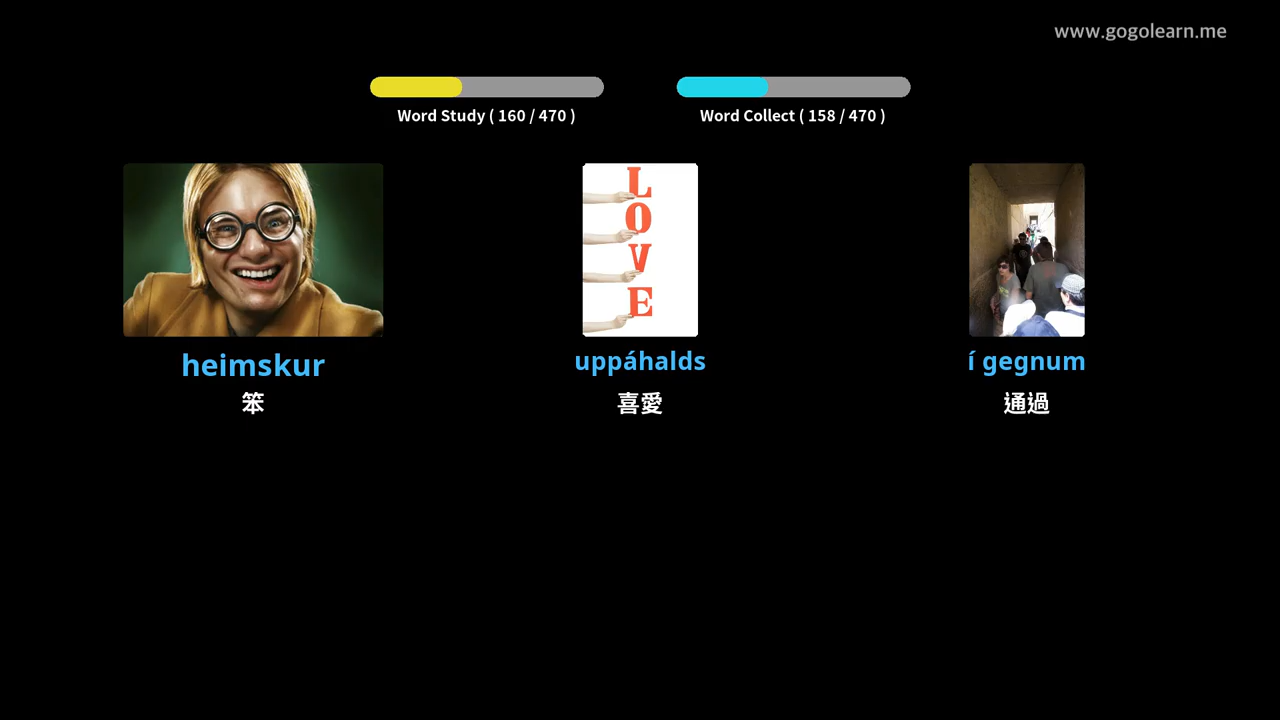 www.gogolearn.me
Word Study ( 160 / 470 )
Word Collect ( 158 / 470 )
L
O
V
E
heimskur
uppáhalds
í gegnum
笨
喜愛
通過